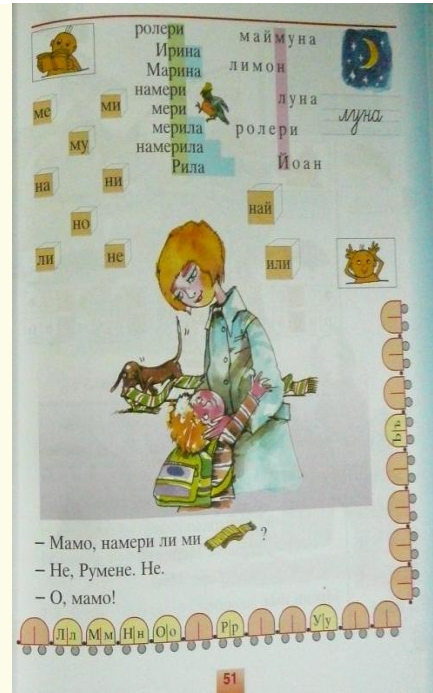 ролери
Ирина
Марина
намери
мери
мерила
намерила
Рила
маймуна
лимон
луна
ролери
Йоан
луна
ме
ми
му
на
ни
но
най
ли
не
или
– Мамо, намери ли ми ?
– Не, Румене. Не.
– О, мамо!
ь ъ
Лл Мм Нн Оо Рр Уу
51